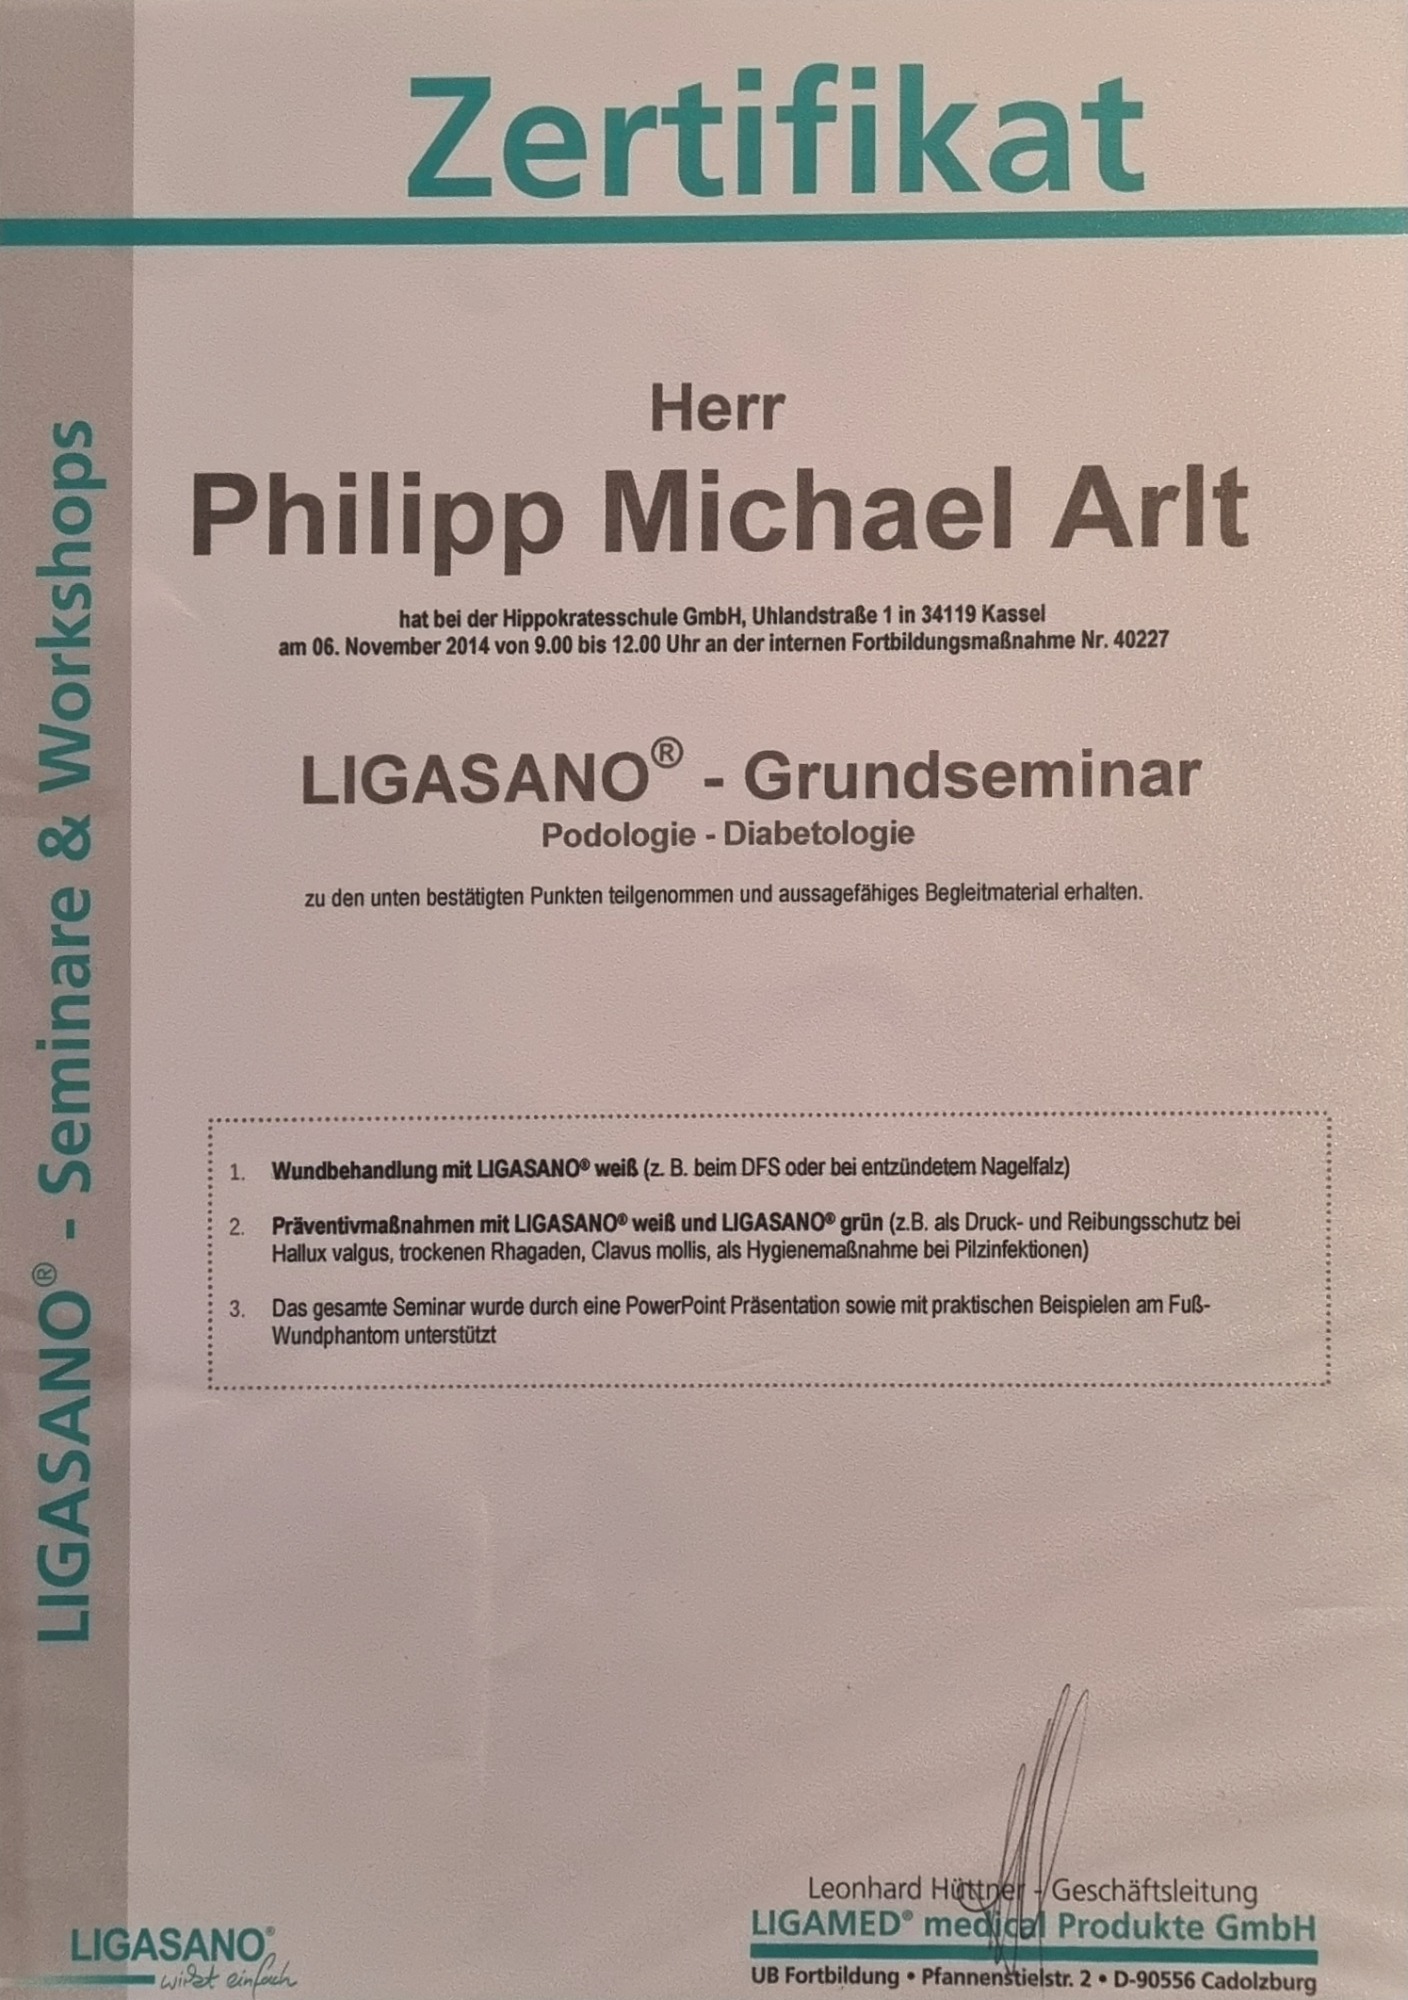 Zertifikat
LIGASANO® - Seminare & Workshops
Herr
Philipp Michael Arlt
hat bei der Hippokratesschule GmbH, Uhlandstraße 1 in 34119 Kassel
am 06. November 2014 von 9.00 bis 12.00 Uhr an der internen Fortbildungsmaßnahme Nr. 40227
LIGASANO® - Grundseminar
Podologie - Diabetologie
zu den unten bestätigten Punkten teilgenommen und aussagefähiges Begleitmaterial erhalten.
1. Wundbehandlung mit LIGASANO® weiß (z. B. beim DFS oder bei entzündetem Nagelfalz)
2. Präventivmaßnahmen mit LIGASANO® weiß und LIGASANO® grün (z.B. als Druck- und Reibungsschutz bei
Hallux valgus, trockenen Rhagaden, Clavus mollis, als Hygienemaßnahme bei Pilzinfektionen)
3. Das gesamte Seminar wurde durch eine PowerPoint Präsentation sowie mit praktischen Beispielen am Fuß-
Wundphantom unterstützt
Leonhard Hüttner - Geschäftsleitung
LIGAMED® medical Produkte GmbH
UB Fortbildung • Pfannenstielstr. 2 • D-90556 Cadolzburg
LIGASANO®
wirkt einfach